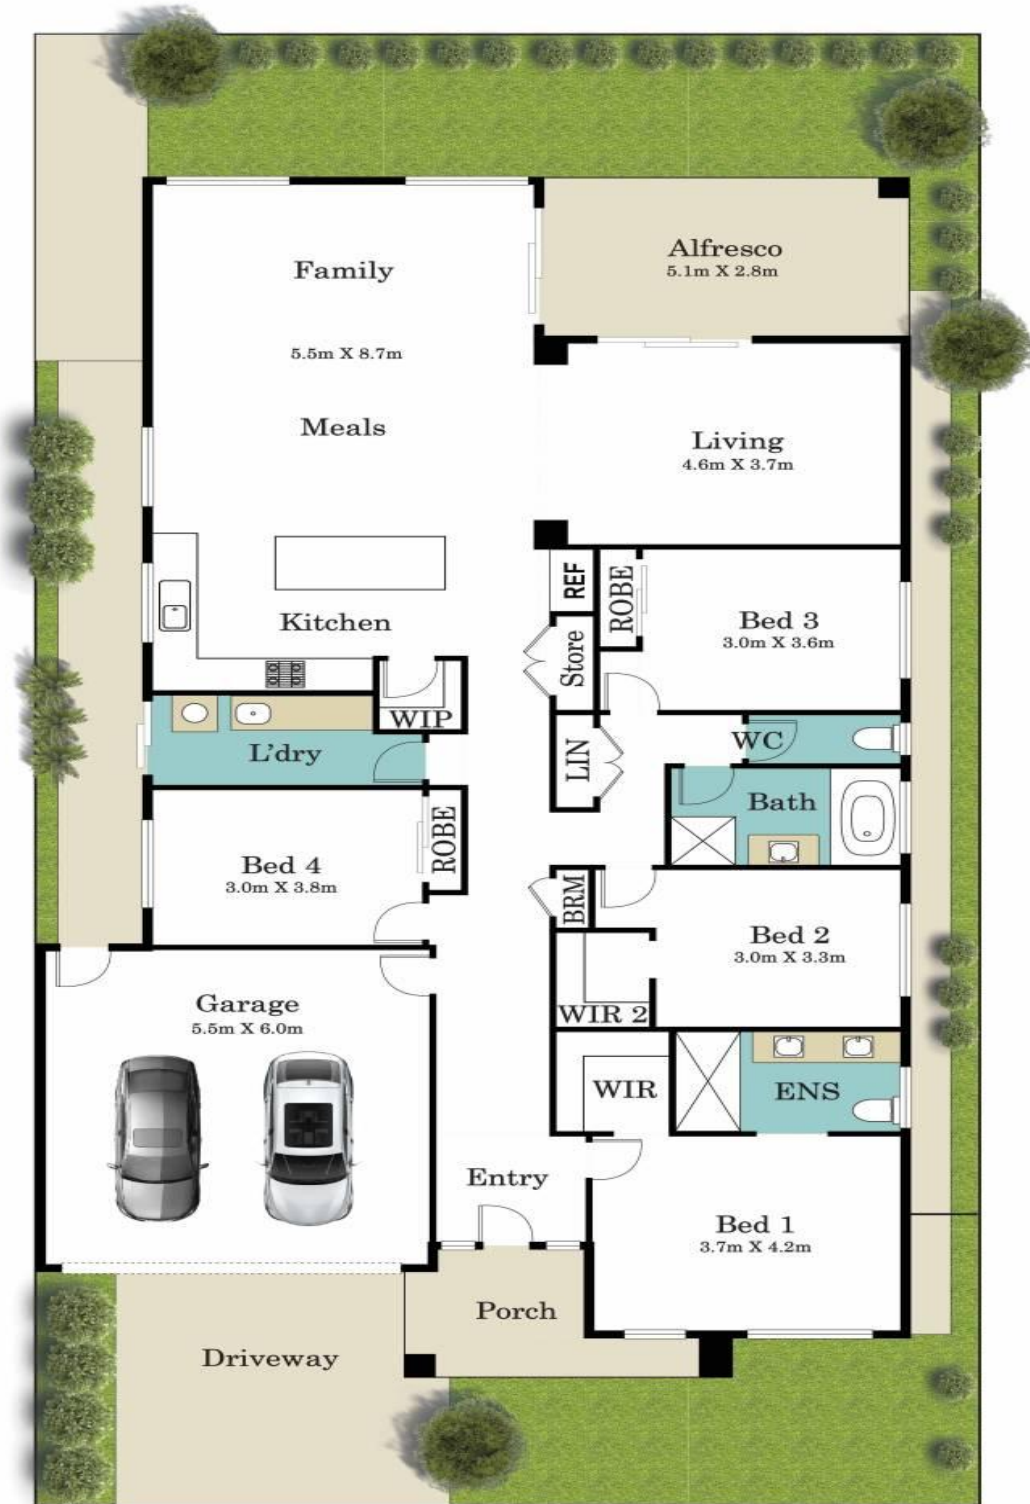 Family
5.5m X 8.7m
Meals
Alfresco
5.1m X 2.8m
Living
4.6m X 3.7m
Kitchen
REF
ROBE
Bed 3
3.0m X 3.6m
Store
WIP
L'dry
LIN
WC
Bath
Bed 4
3.0m X 3.8m
ROBE
BRM
Bed 2
3.0m X 3.3m
WIR 2
Garage
5.5m X 6.0m
WIR
ENS
Entry
Bed 1
3.7m X 4.2m
Porch
Driveway